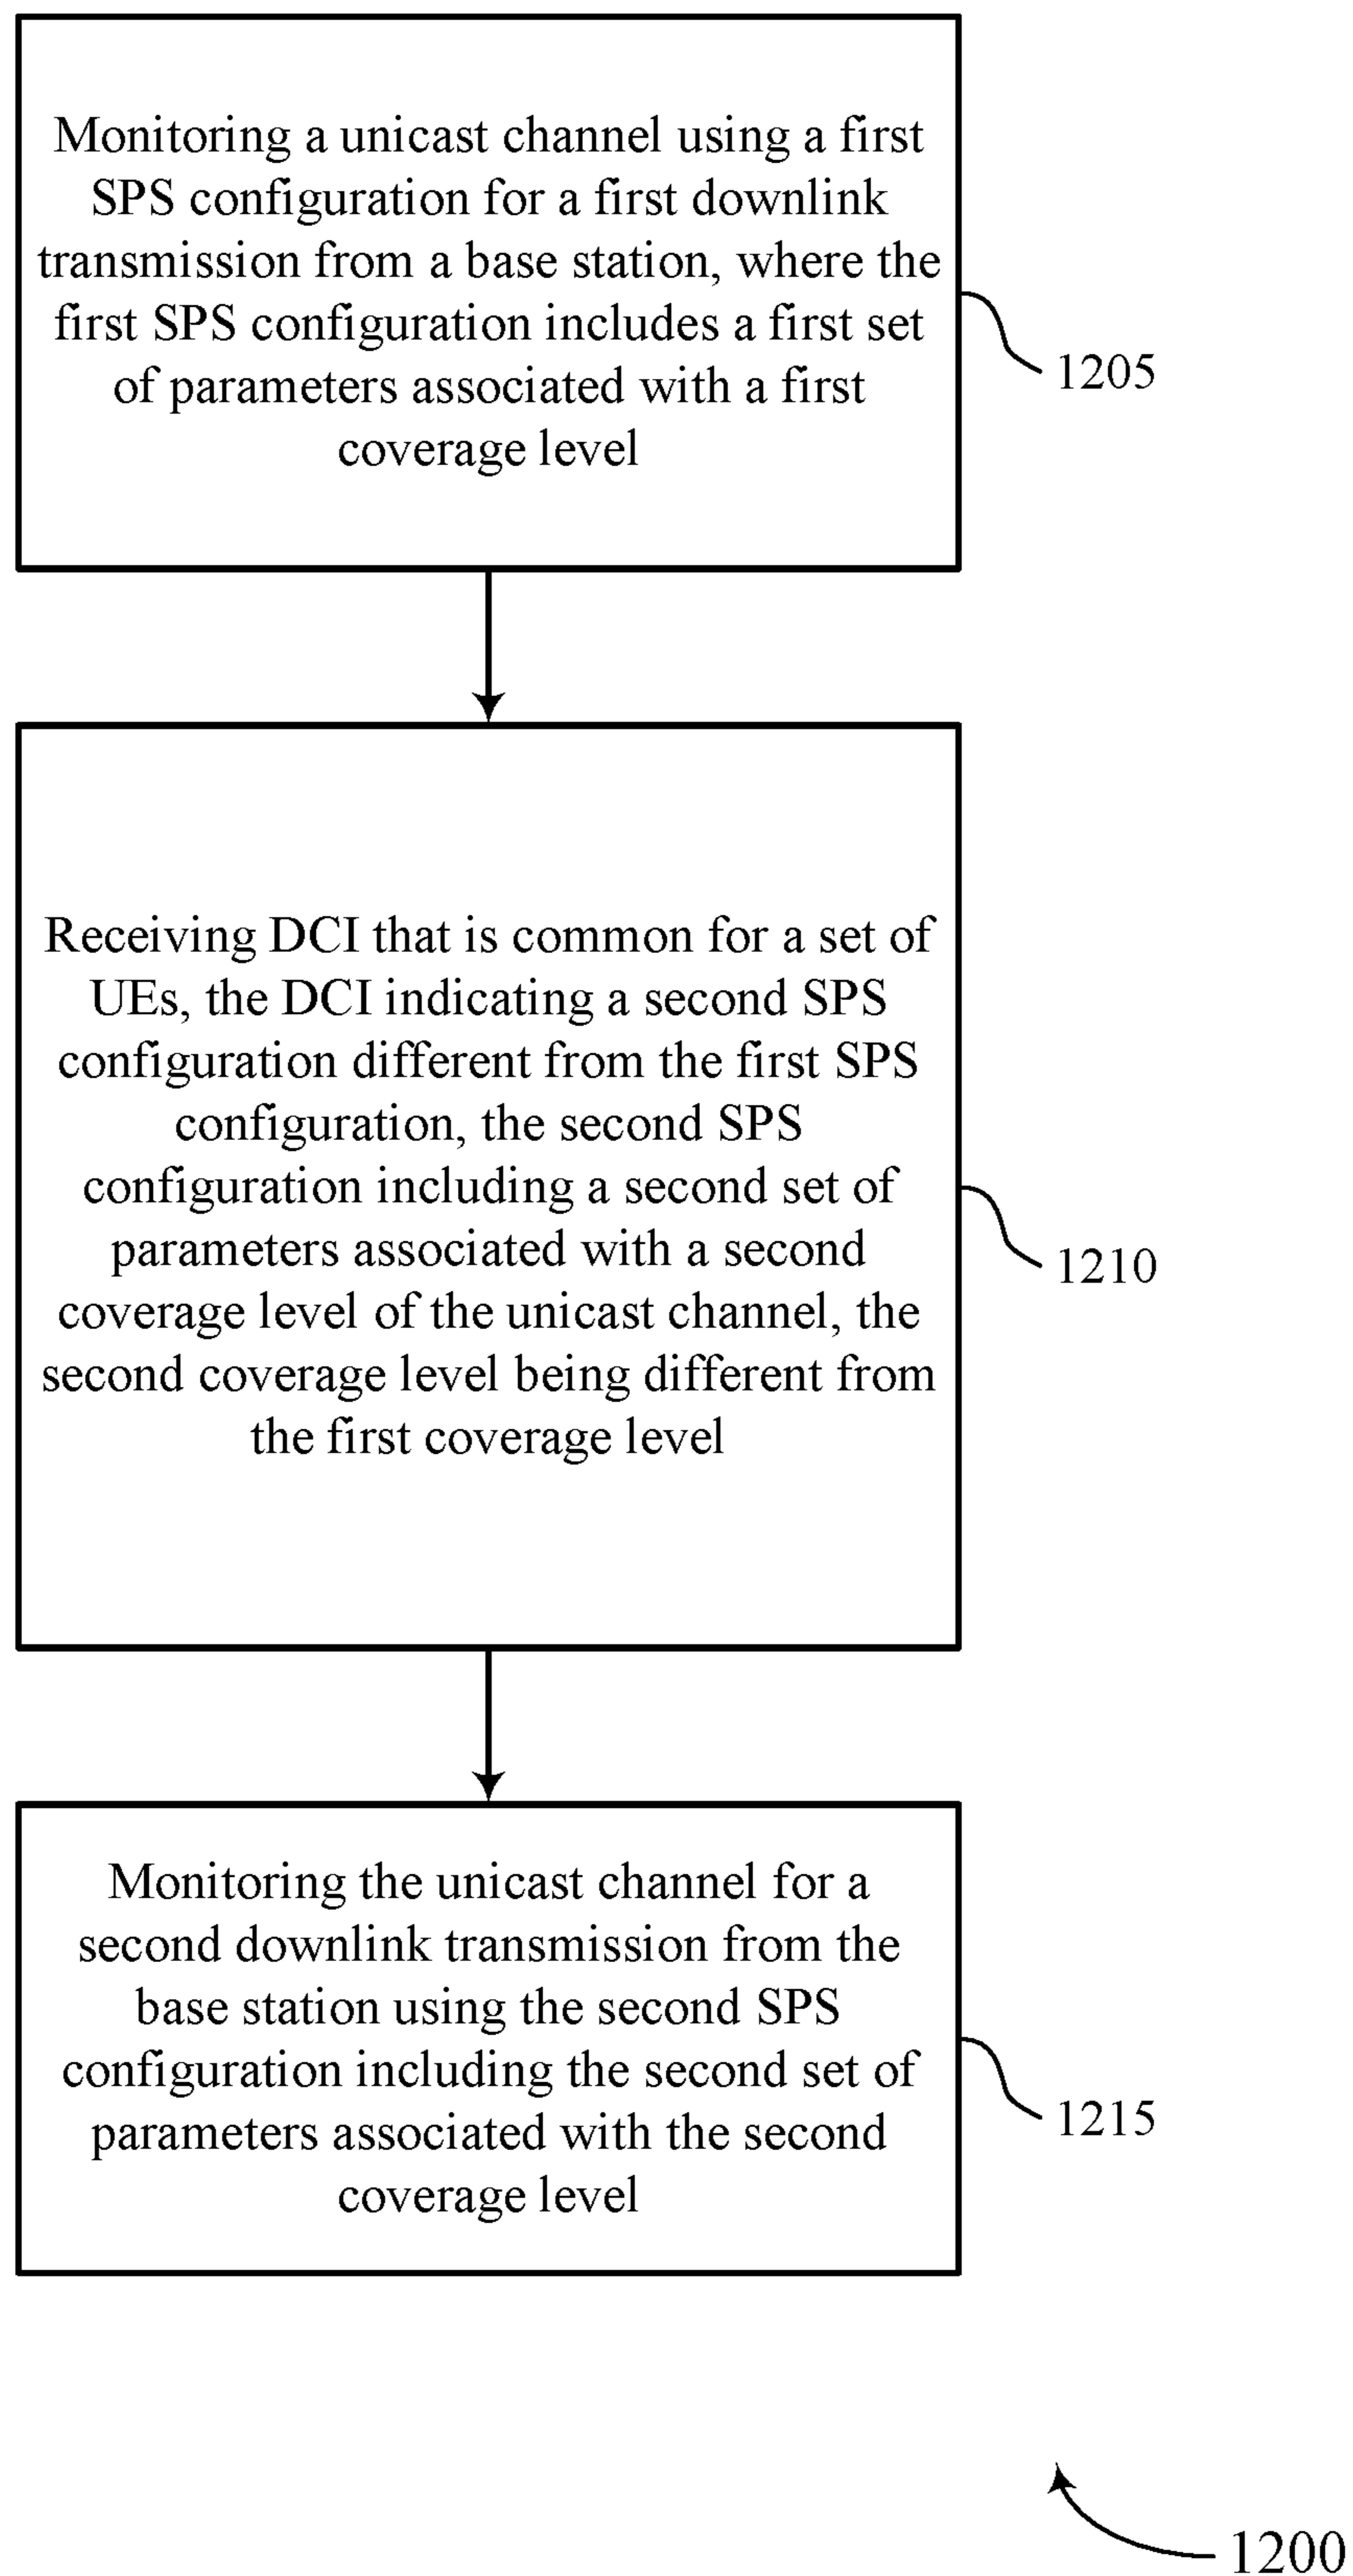 Monitoring a unicast channel using a first
SPS configuration for a first downlink
transmission from a base station, where the
first SPS configuration includes a first set
of parameters associated with a first
coverage level
1205
Receiving DCI that is common for a set of
UEs, the DCI indicating a second SPS
configuration different from the first SPS
configuration, the second SPS
configuration including a second set of
parameters associated with a second
coverage level of the unicast channel, the
second coverage level being different from
the first coverage level
1210
Monitoring the unicast channel for a
second downlink transmission from the
base station using the second SPS
configuration including the second set of
parameters associated with the second
coverage level
1215
1200